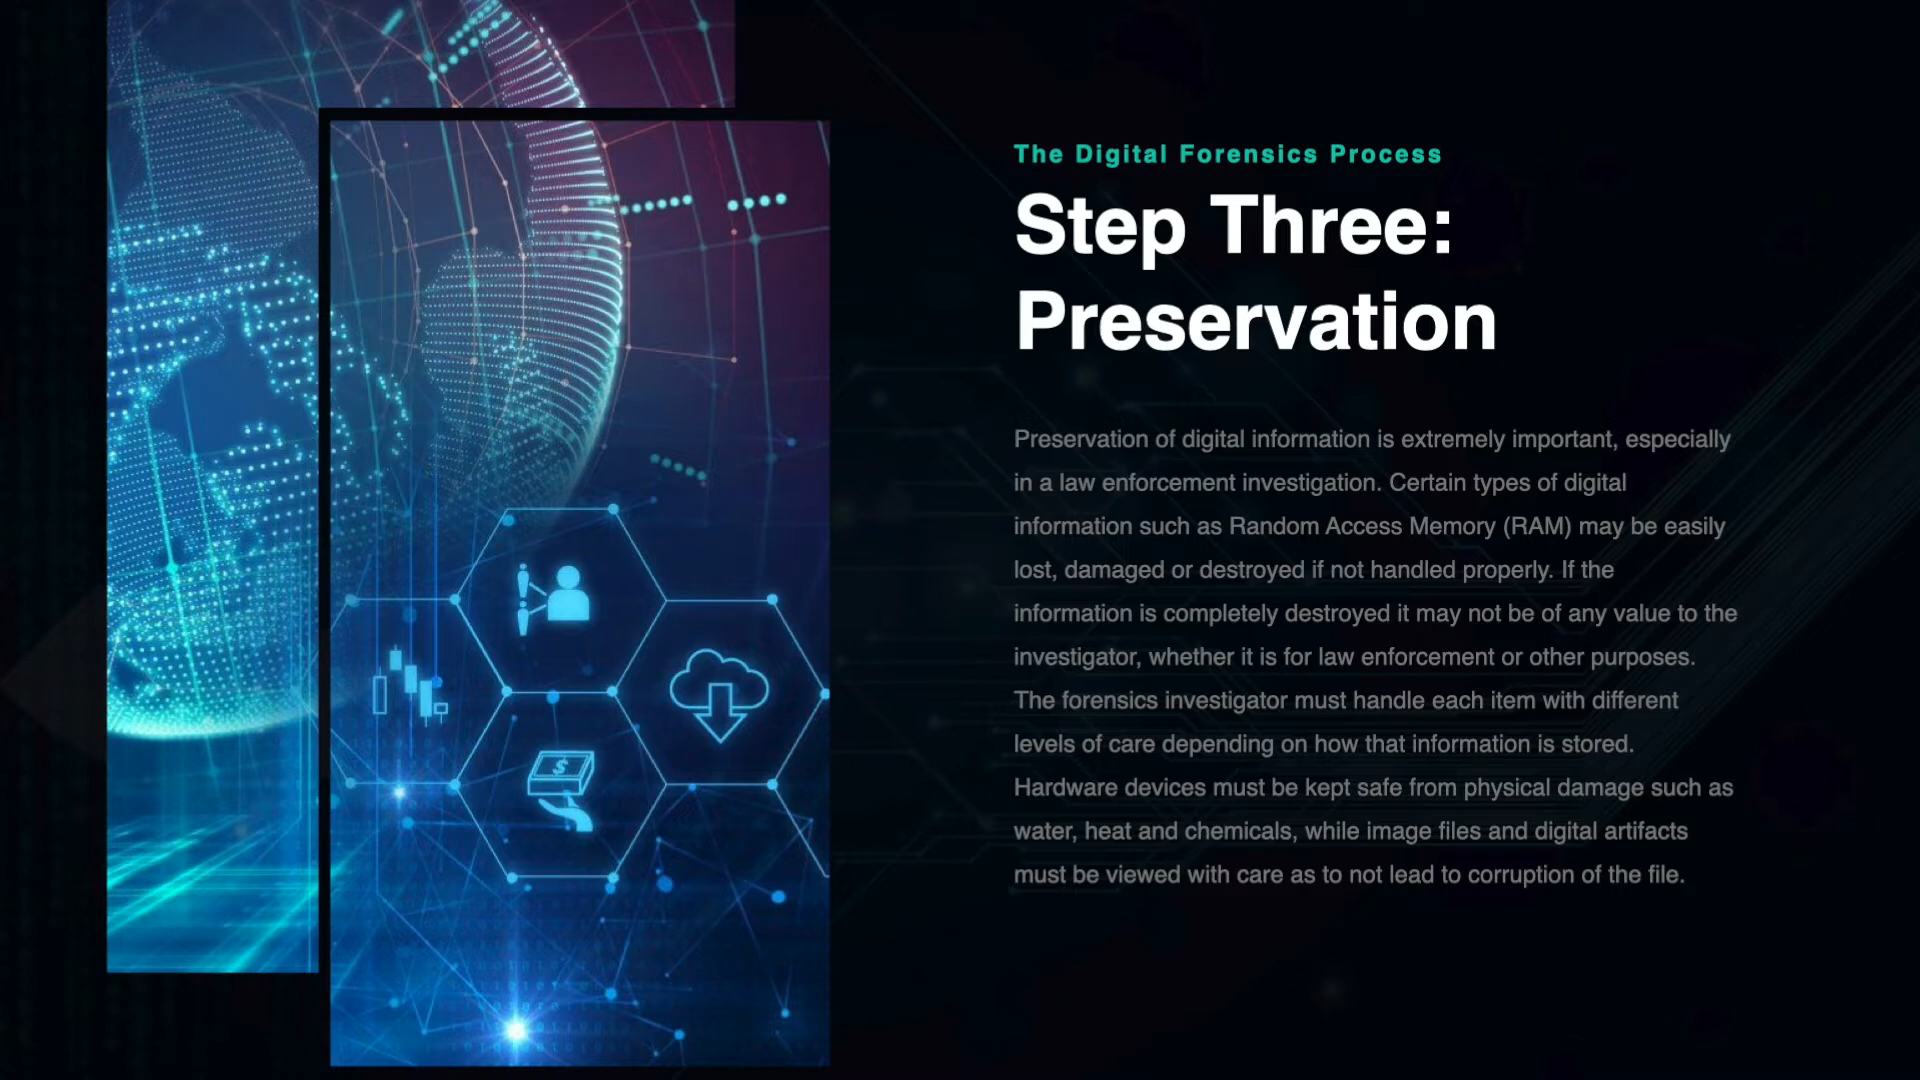 The Digital Forensics Process
Step Three:
Preservation
Preservation of digital information is extremely important, especially
in a law enforcement investigation. Certain types of digital
information such as Random Access Memory (RAM) may be easily
lost, damaged or destroyed if not handled properly. If the
information is completely destroyed it may not be of any value to the
investigator, whether it is for law enforcement or other purposes.
The forensics investigator must handle each item with different
levels of care depending on how that information is stored.
Hardware devices must be kept safe from physical damage such as
water, heat and chemicals, while image files and digital artifacts
must be viewed with care as to not lead to corruption of the file.
$